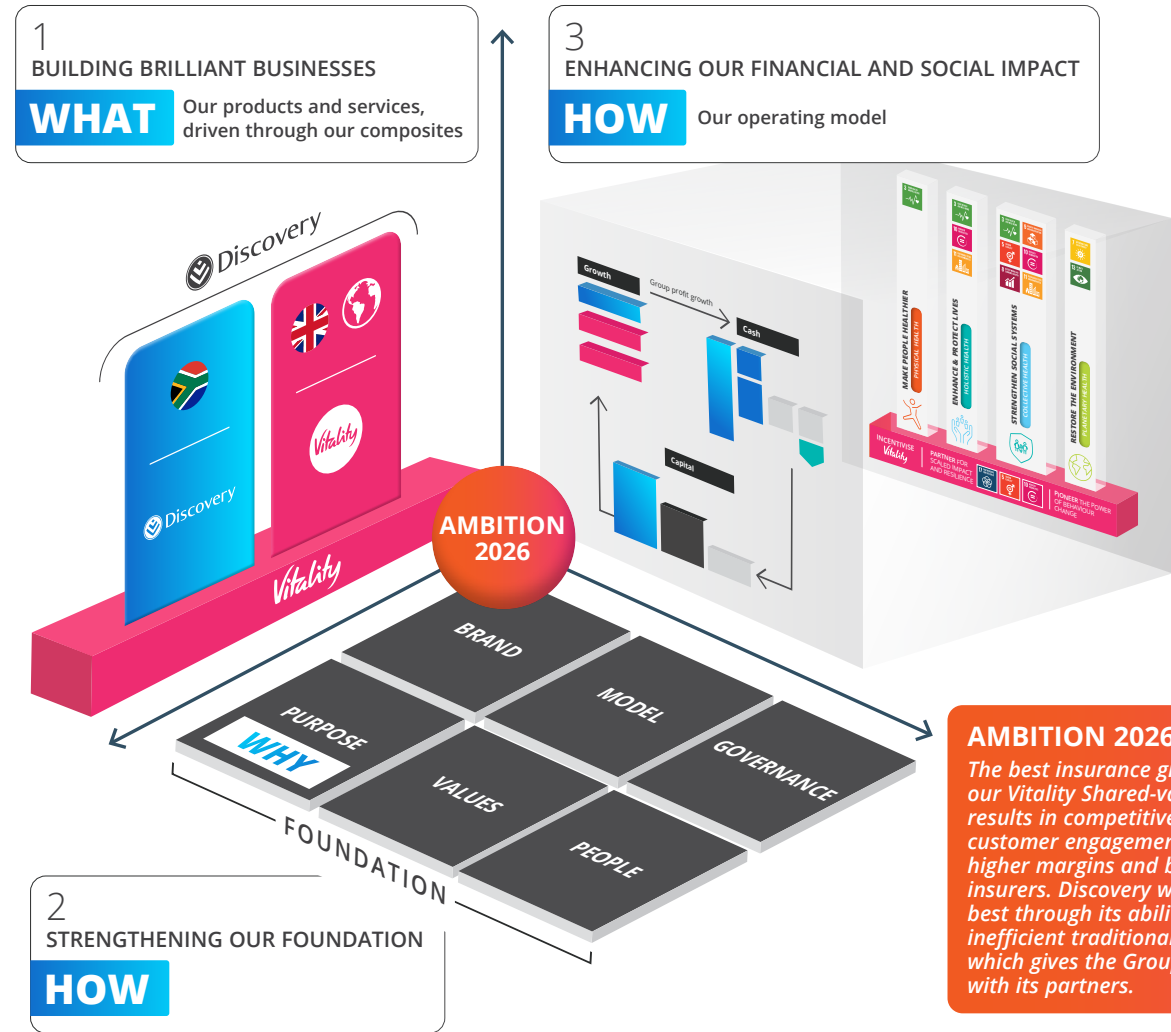 1
BUILDING BRILLIANT BUSINESSES
WHAT
Our products and services,
driven through our composites
3
ENHANCING OUR FINANCIAL AND SOCIAL IMPACT
HOW
Our operating model
Discovery
Vitality
Discovery
Vitality
AMBITION
2026
Growth
Group profit growth
Cash
Capital
MAKE PEOPLE HEALTHIER
PHYSICAL HEALTH
ENHANCE & PROTECT LIVES
HOLISTIC HEALTH
STRENGTHEN SOCIAL SYSTEMS
COLLECTIVE HEALTH
RESTORE THE ENVIRONMENT
PLANETARY HEALTH
INCENTIVISE
Vitality
PARTNER FOR
SCALED IMPACT
AND RESILIENCE
PIONEER THE POWER
OF BEHAVIOUR
CHANGE
BRAND
MODEL
GOVERNANCE
PURPOSE
WHY
VALUES
PEOPLE
FOUNDATION
2
STRENGTHENING OUR FOUNDATION
HOW
AMBITION 2026
The best insurance
our Vitality
results in competitive
customer
higher margins and
insurers. Discovery
best through its
inefficient traditional
which gives the
with its partners.